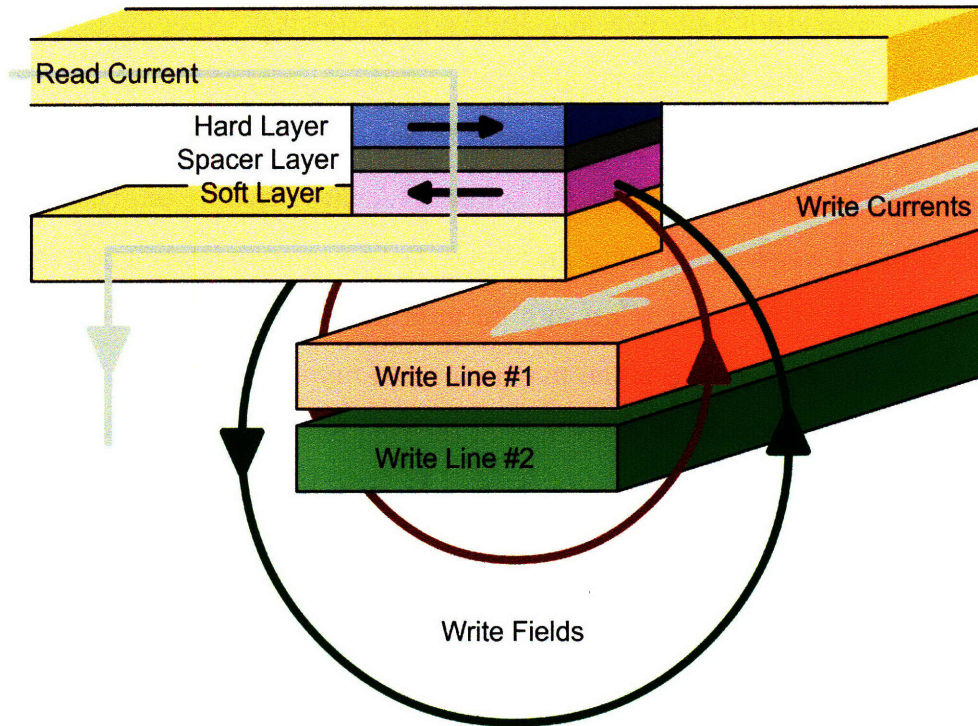 Read Current
Hard Layer
Spacer Layer
Soft Layer
Write Currents
Write Line #1
Write Line #2
Write Fields